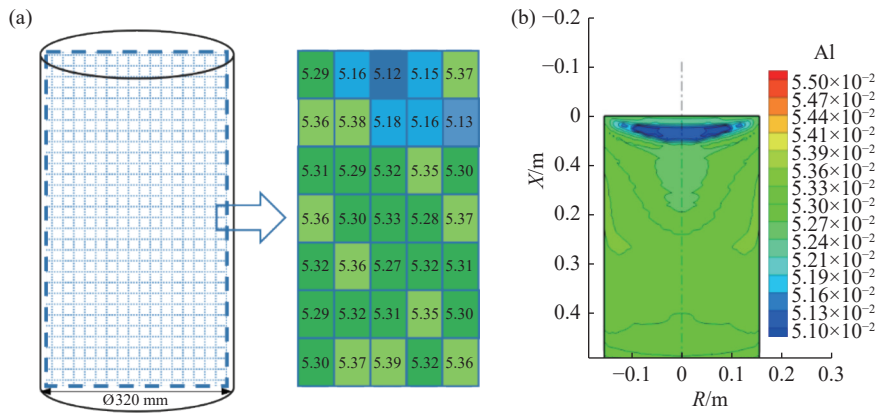 (a)
5.29 5.16 5.12 5.15 5.37
5.36 5.38 5.18 5.16 5.13
5.31 5.29 5.32 5.35 5.30
5.36 5.30 5.33 5.28 5.37
5.32 5.36 5.27 5.32 5.31
5.29 5.32 5.31 5.35 5.30
5.30 5.37 5.39 5.32 5.36
Ø320 mm
(b)
−0.2
−0.1
0
0.4
0.2
0.3
0.4
X/m
−0.1 0 0.1 0.2 0.3
R/m
Al
5.50×10⁻²
5.47×10⁻²
5.44×10⁻²
5.41×10⁻²
5.39×10⁻²
5.36×10⁻²
5.33×10⁻²
5.30×10⁻²
5.27×10⁻²
5.24×10⁻²
5.21×10⁻²
5.19×10⁻²
5.16×10⁻²
5.13×10⁻²
5.10×10⁻²